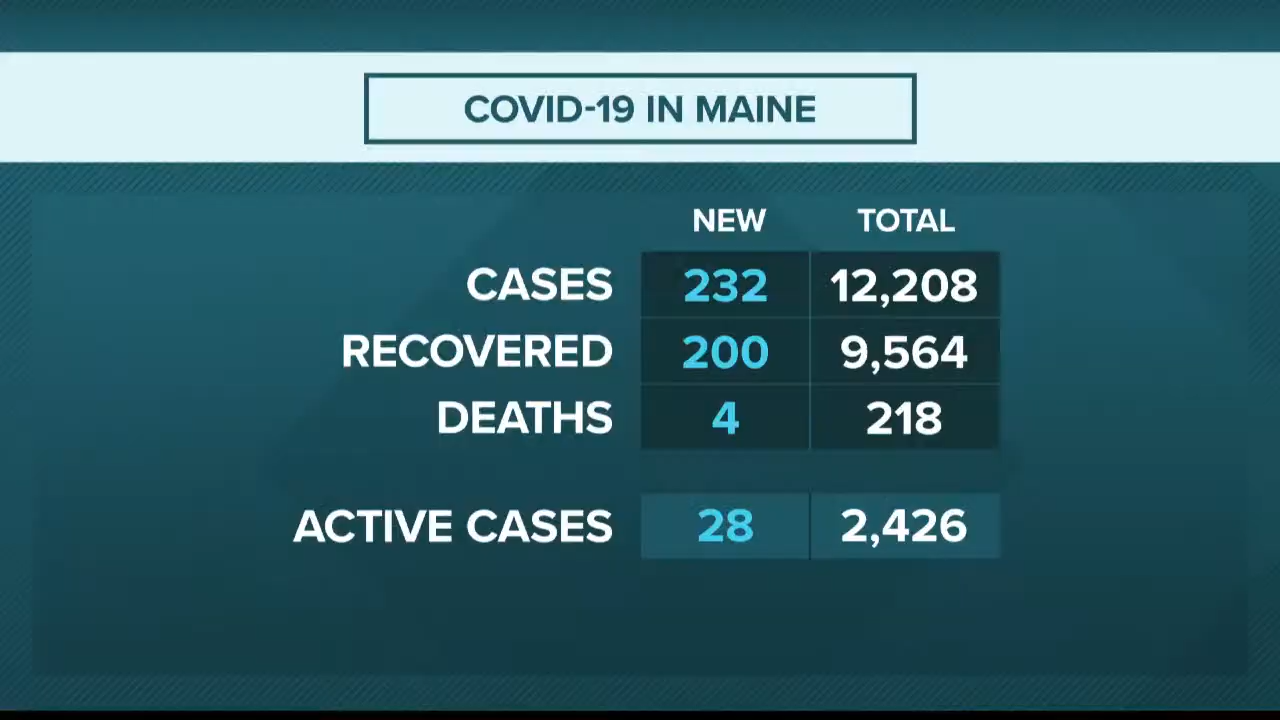 COVID-19 IN MAINE
NEW TOTAL
CASES 232 12,208
RECOVERED 200 9,564
DEATHS 4 218
ACTIVE CASES 28 2,426